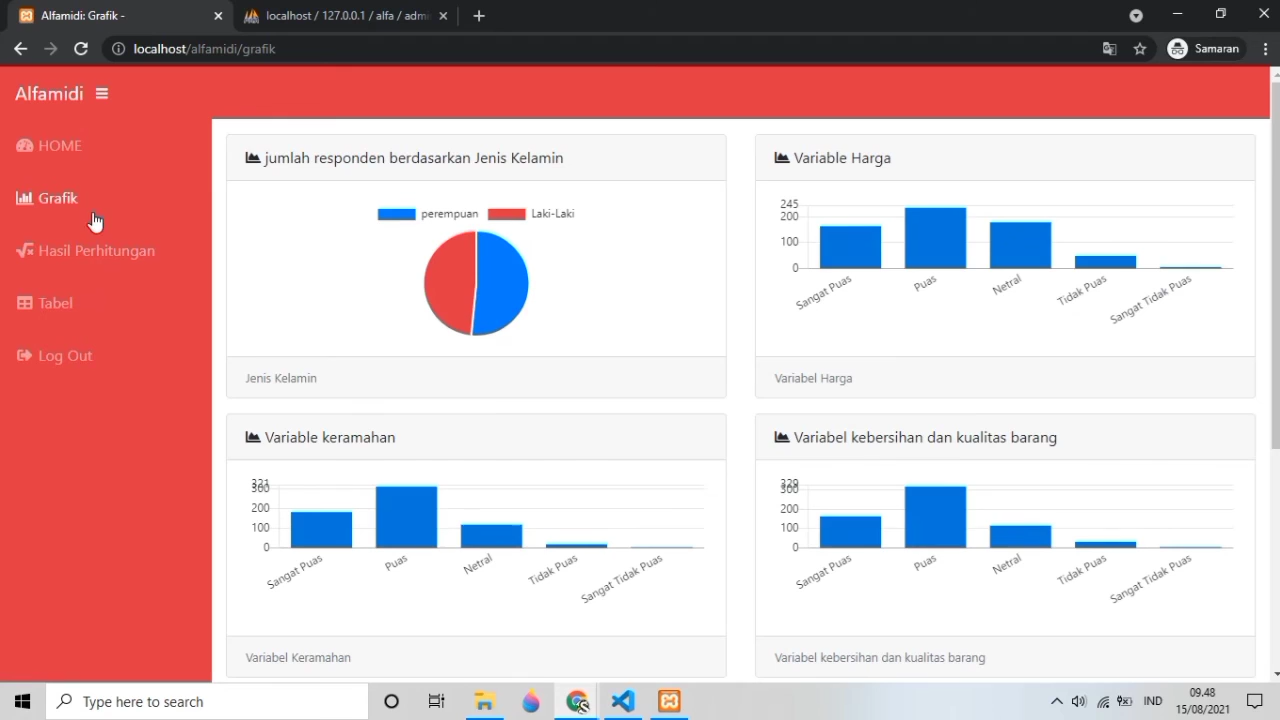 Alfamidi: Grafik -
localhost / 127.0.0.1 / alfa / admi
localhost/alfamidi/grafik
Samaran
Alfamidi
HOME
Grafik
Hasil Perhitungan
Tabel
Log Out
jumlah responden berdasarkan Jenis Kelamin
perempuan
Laki-Laki
Jenis Kelamin
Variable Harga
245
200
100
0
Sangat Puas
Puas
Netral
Tidak Puas
Sangat Tidak Puas
Variabel Harga
Variable keramahan
200
100
0
Sangat Puas
Puas
Netral
Tidak Puas
Sangat Tidak Puas
Variabel Keramahan
Variabel kebersihan dan kualitas barang
200
100
0
Sangat Puas
Puas
Netral
Tidak Puas
Sangat Tidak Puas
Variabel kebersihan dan kualitas barang
Type here to search
IND
09.48
15/08/2021